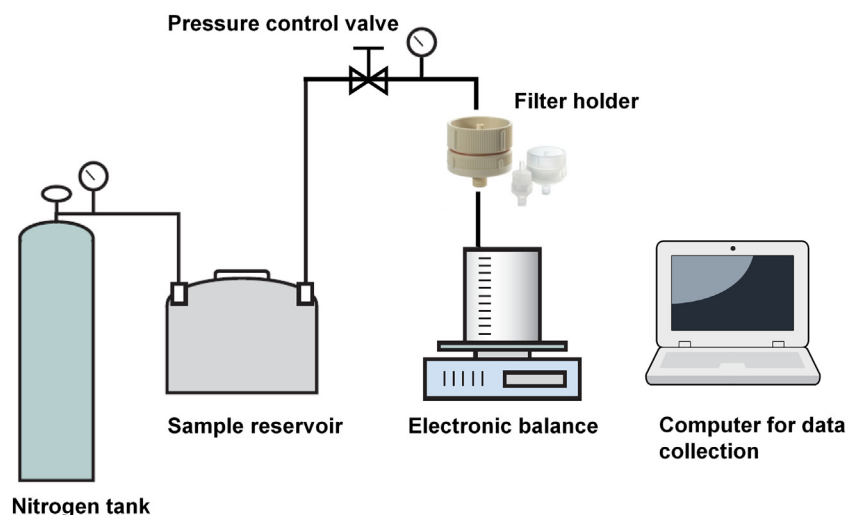 Pressure control valve
Filter holder
Sample reservoir
Electronic balance
Computer for data
collection
Nitrogen tank